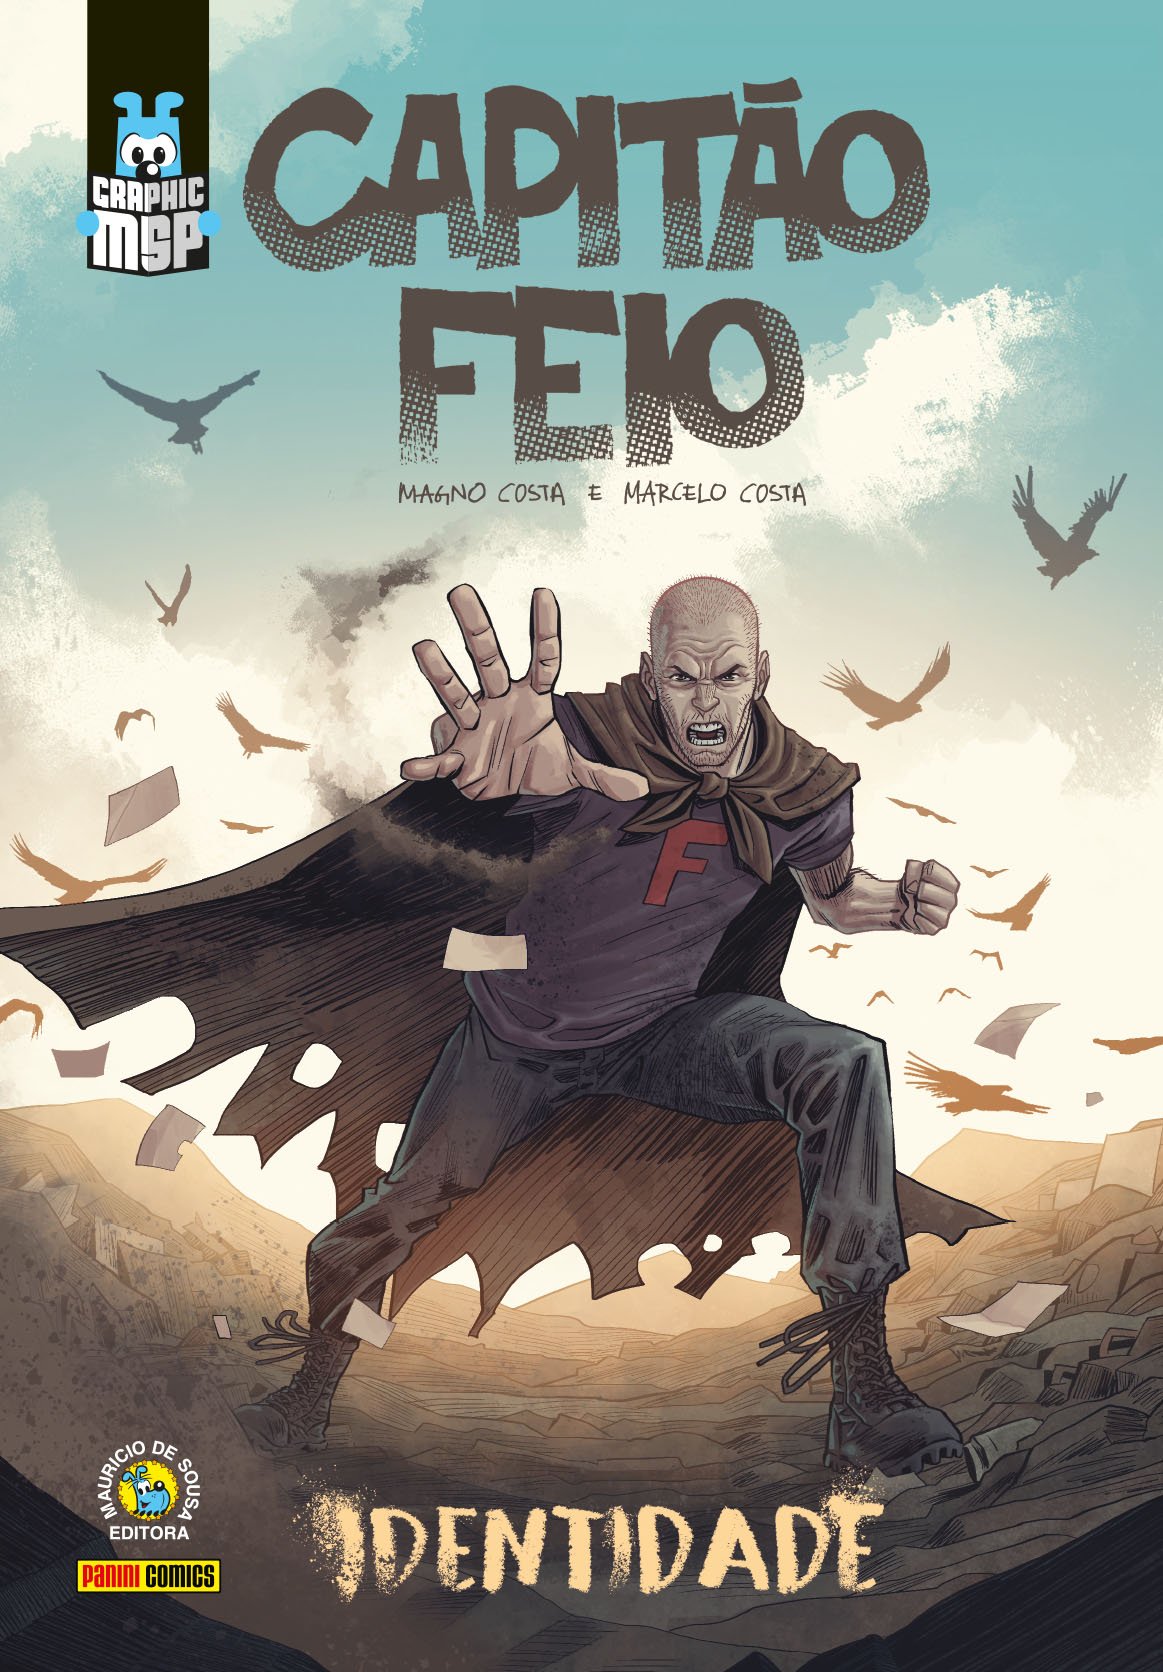 GRAPHIC
MSP
CAPITÃO
FEIO
MAGNO COSTA E MARCELO COSTA
F
MAURICIO DE SOUSA
EDITORA
PANINI COMICS
IDENTIDADE